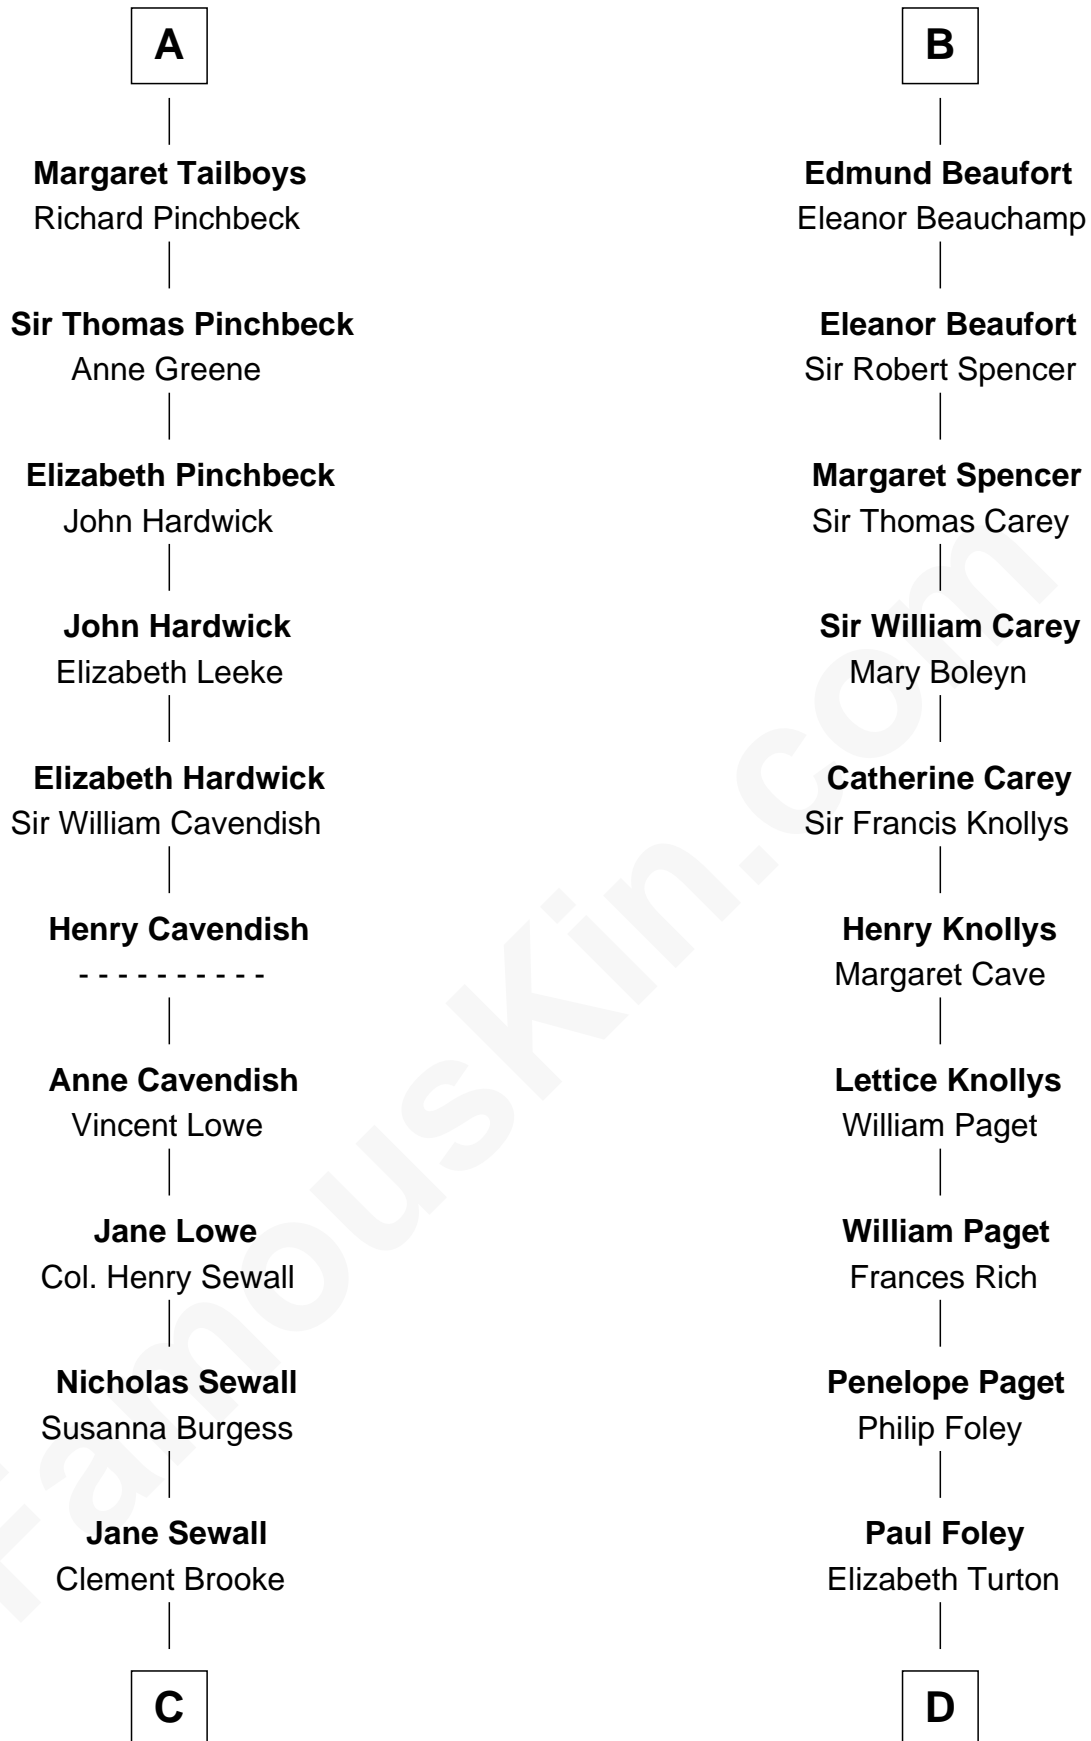 A
Margaret Tailboys
Richard Pinchbeck
Sir Thomas Pinchbeck
Anne Greene
Elizabeth Pinchbeck
John Hardwick
John Hardwick
Elizabeth Leeke
Elizabeth Hardwick
Sir William Cavendish
Henry Cavendish
- - - - - - - - - -
Anne Cavendish
Vincent Lowe
Jane Lowe
Col. Henry Sewall
Nicholas Sewall
Susanna Burgess
Jane Sewall
Clement Brooke
C
B
Edmund Beaufort
Eleanor Beauchamp
Eleanor Beaufort
Sir Robert Spencer
Margaret Spencer
Sir Thomas Carey
Sir William Carey
Mary Boleyn
Catherine Carey
Sir Francis Knollys
Henry Knollys
Margaret Cave
Lettice Knollys
William Paget
William Paget
Frances Rich
Penelope Paget
Philip Foley
Paul Foley
Elizabeth Turton
D
FamousKin.com